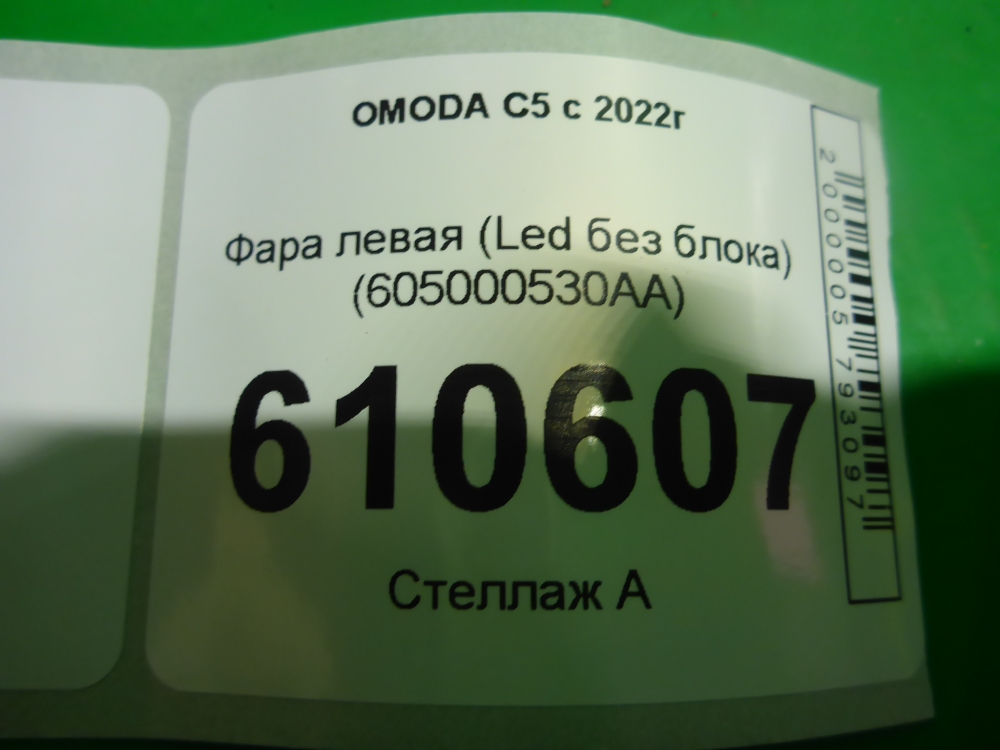 OMODA C5 с 2022г
Фара левая (Led без блока)
(605000530AA)
610607
Стеллаж А
2000005793097